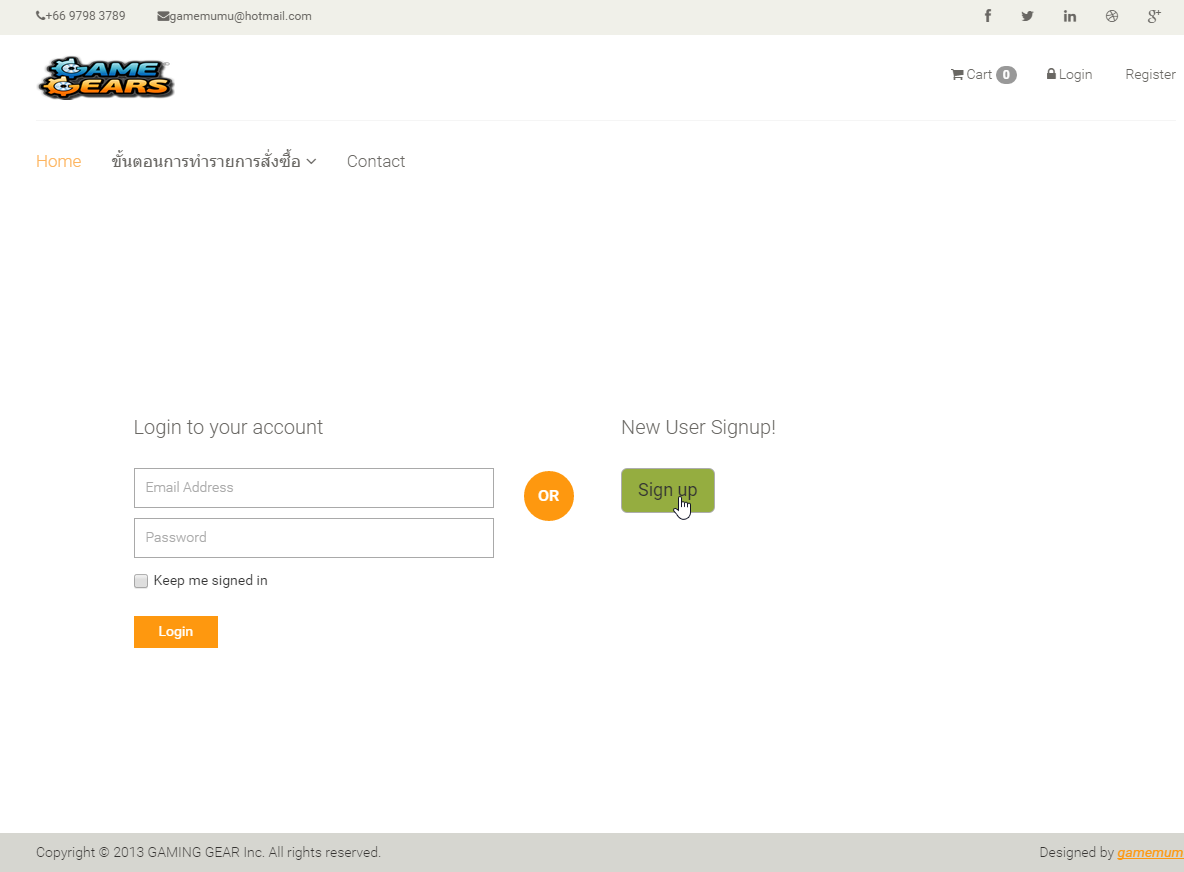 +66 9798 3789 gamemumu@hotmail.com
GAME
GEARS
Cart 0 Login Register
Home ขั้นตอนการทำรายการสั่งซื้อ Contact
Login to your account
Email Address
Password
Keep me signed in
Login
OR
New User Signup!
Sign up
Copyright © 2013 GAMING GEAR Inc. All rights reserved.
Designed by gamemum